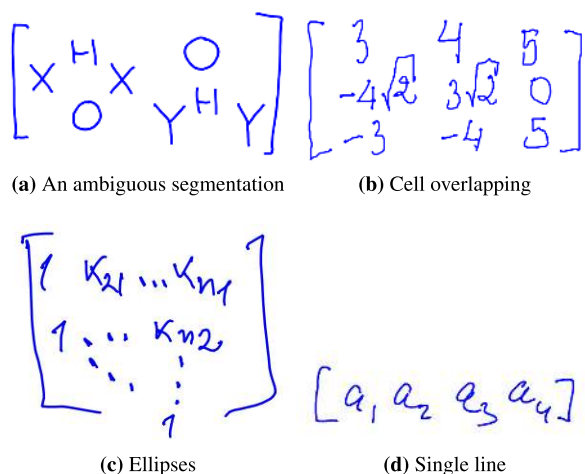 [ X H X O
O Y H Y ]
[ 3 4 5
-4√2 3√2 0
-3 -4 5 ]
(a) An ambiguous segmentation
(b) Cell overlapping
[ 1 K21 ... Kn1
1 ... Kn2
⋱ ⋮
1 ]
[ a1 a2 a3 a4 ]
(c) Ellipses
(d) Single line